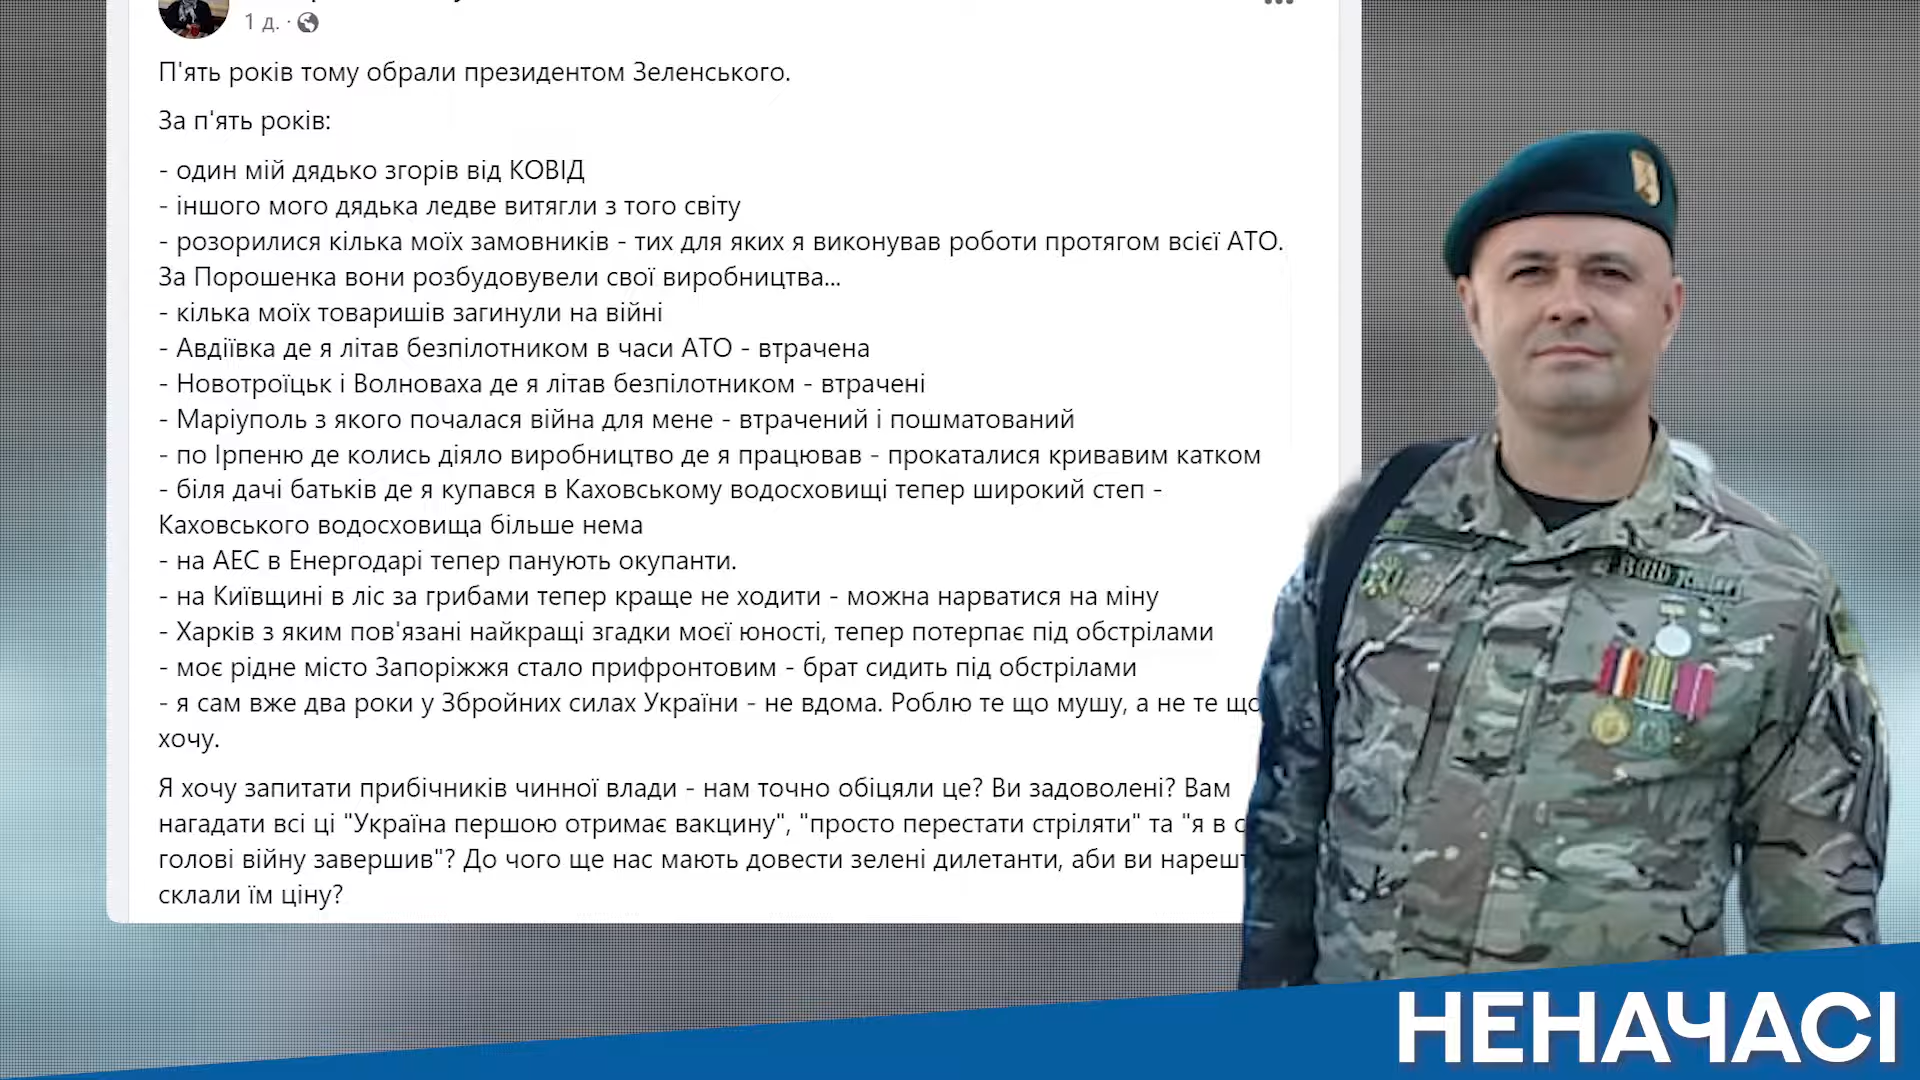 1 д. ·
П'ять років тому обрали президентом Зеленського.
За п'ять років:
- один мій дядько згорів від КОВІД
- іншого мого дядька ледве витягли з того світу
- розорилися кілька моїх замовників - тих для яких я виконував роботи протягом всієї АТО.
За Порошенка вони розбудовувели свої виробництва...
- кілька моїх товаришів загинули на війні
- Авдіївка де я літав безпілотником в часи АТО - втрачена
- Новотроїцьк і Волноваха де я літав безпілотником - втрачені
- Маріуполь з якого почалася війна для мене - втрачений і пошматований
- по Ірпеню де колись діяло виробництво де я працював - прокаталися кривавим катком
- біля дачі батьків де я купався в Каховському водосховищі тепер широкий степ -
Каховського водосховища більше нема
- на АЕС в Енергодарі тепер панують окупанти.
- на Київщині в ліс за грибами тепер краще не ходити - можна нарватися на міну
- Харків з яким пов'язані найкращі згадки моєї юності, тепер потерпає під обстрілами
- моє рідне місто Запоріжжя стало прифронтовим - брат сидить під обстрілами
- я сам вже два роки у Збройних силах України - не вдома. Роблю те що мушу, а не те що
хочу.
Я хочу запитати прибічників чинної влади - нам точно обіцяли це? Ви задоволені? Вам
нагадати всі ці "Україна першою отримає вакцину", "просто перестати стріляти" та "я в
голові війну завершив"? До чого ще нас мають довести зелені дилетанти, аби ви
склали їм ціну?
НЕНАЧАСІ